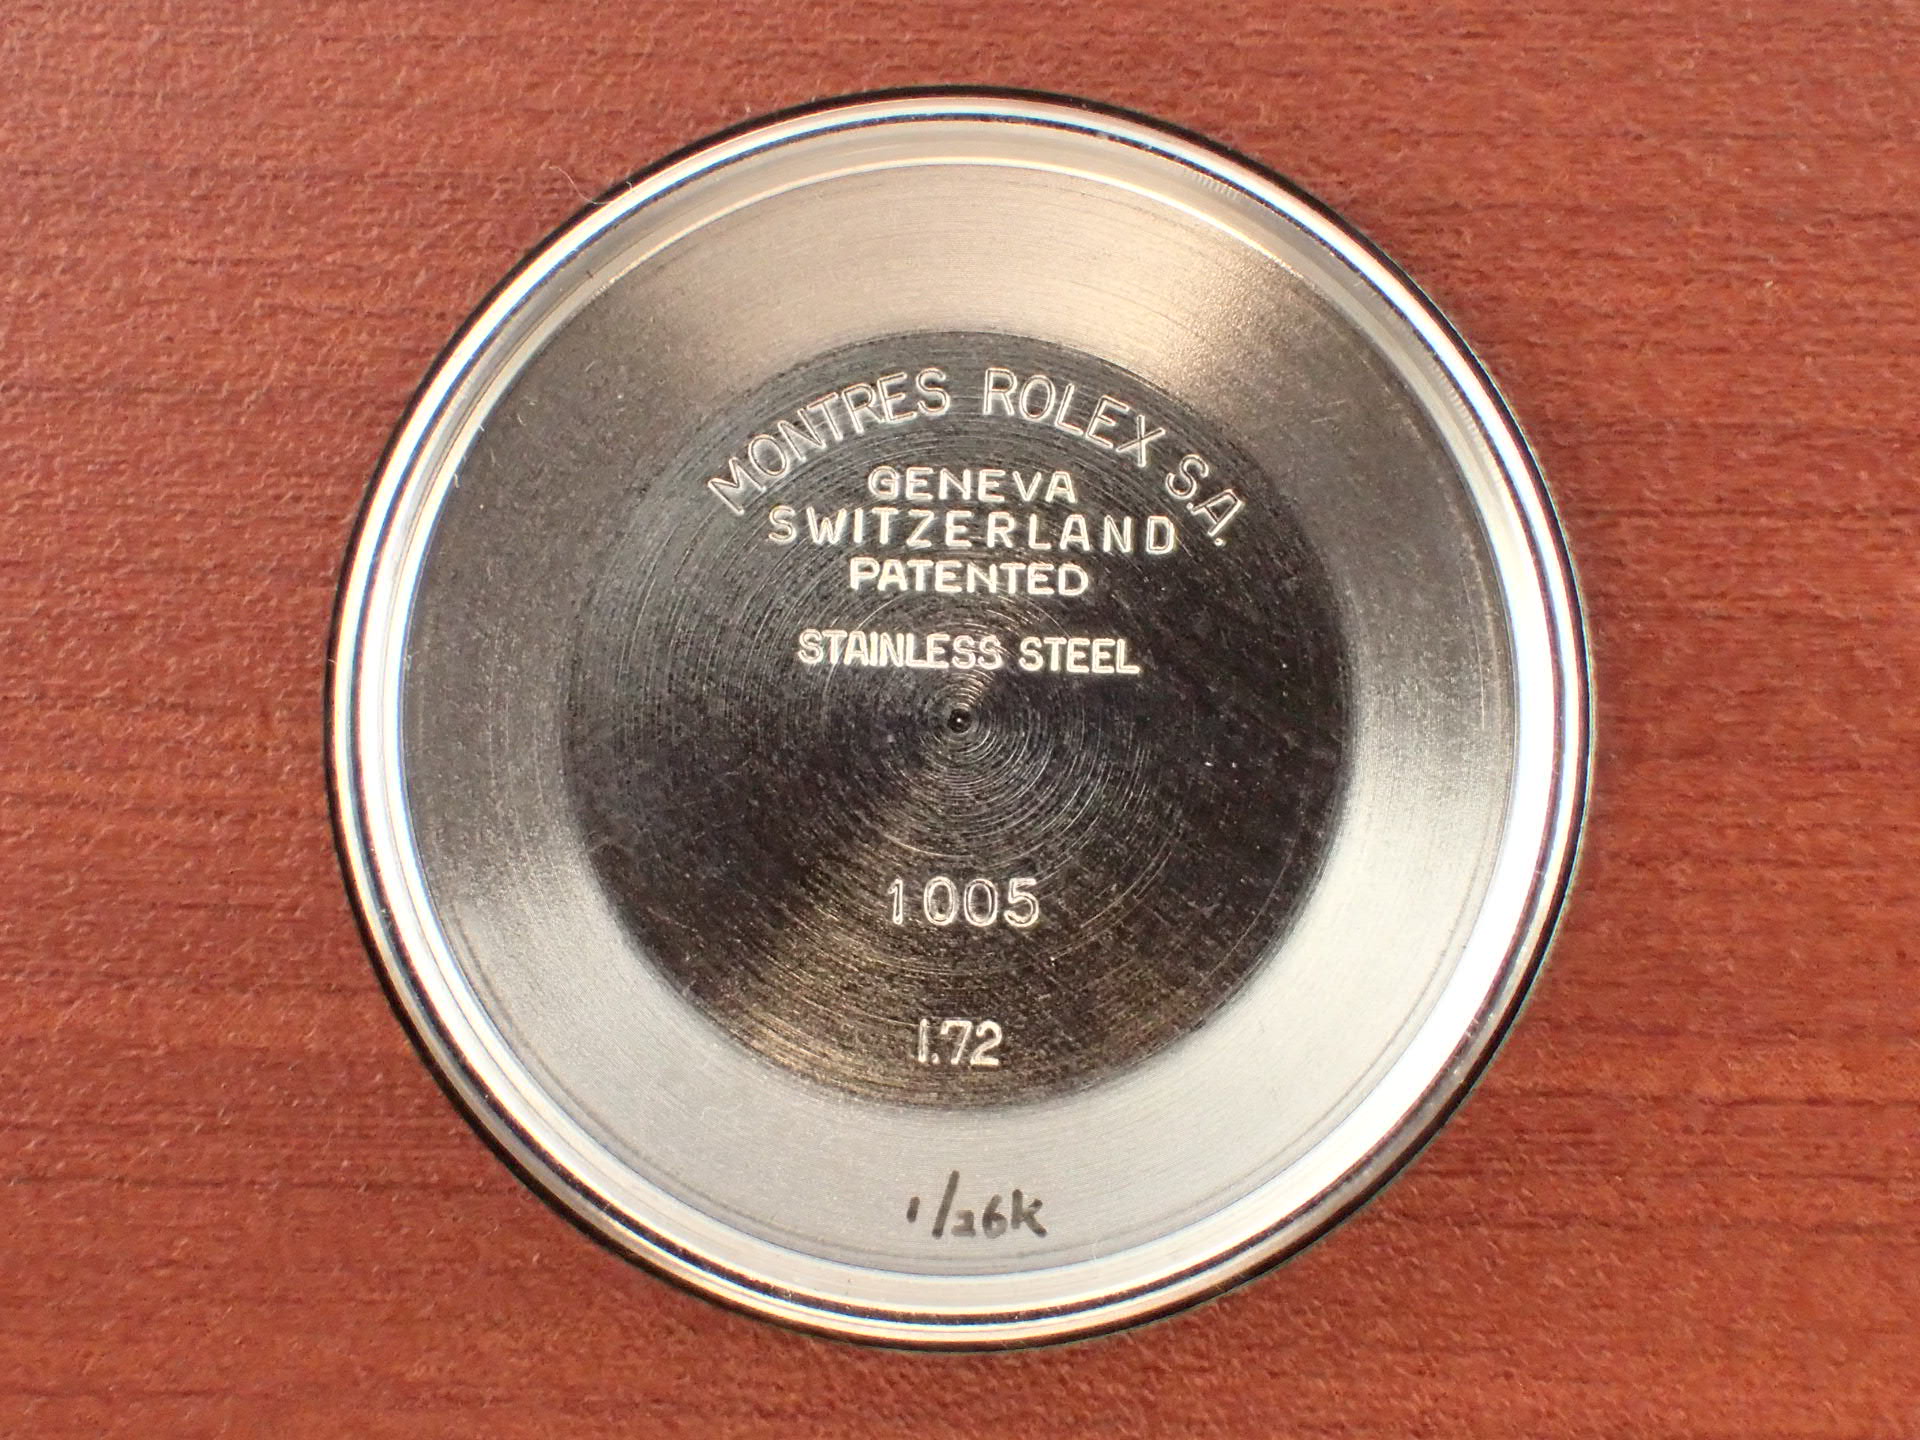 MONTRES ROLEX S.A.
GENEVA
SWITZERLAND
PATENTED
STAINLESS STEEL
1005
I.72
1/26K